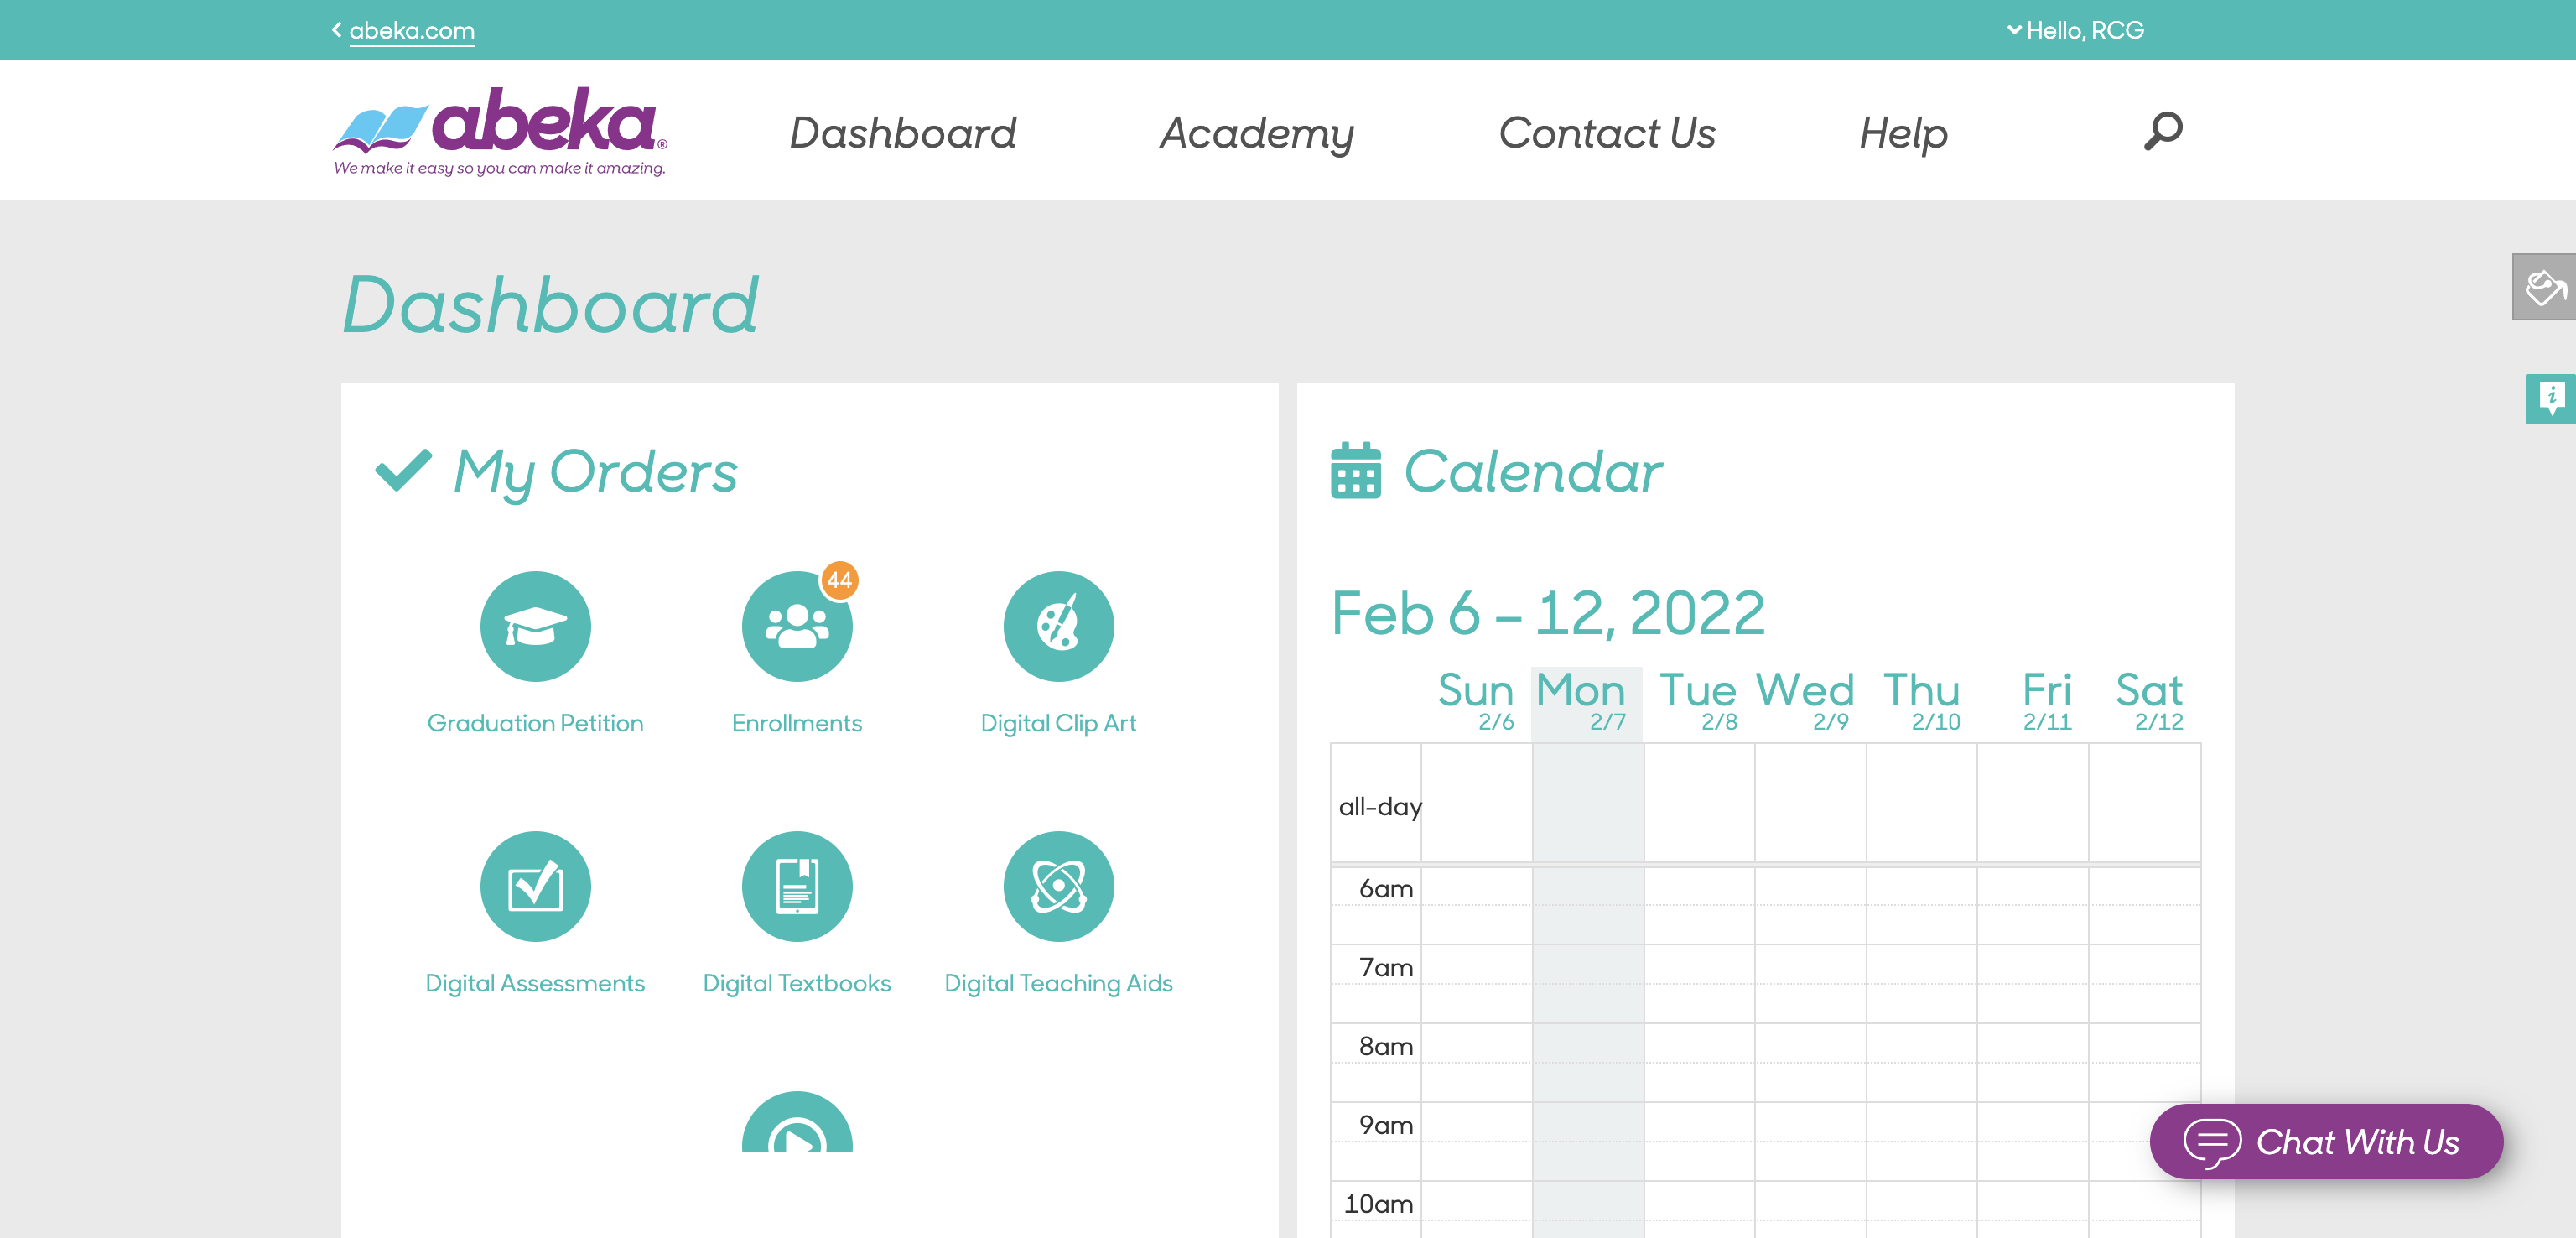 abeka.com
Hello, RCG
abeka®
We make it easy so you can make it amazing.
Dashboard
Academy
Contact Us
Help
Dashboard
My Orders
44
Graduation Petition
Enrollments
Digital Clip Art
Digital Assessments
Digital Textbooks
Digital Teaching Aids
Calendar
Feb 6 – 12, 2022
Sun Mon Tue Wed Thu Fri Sat
2/6 2/7 2/8 2/9 2/10 2/11 2/12
all-day
6am
7am
8am
9am
10am
Chat With Us